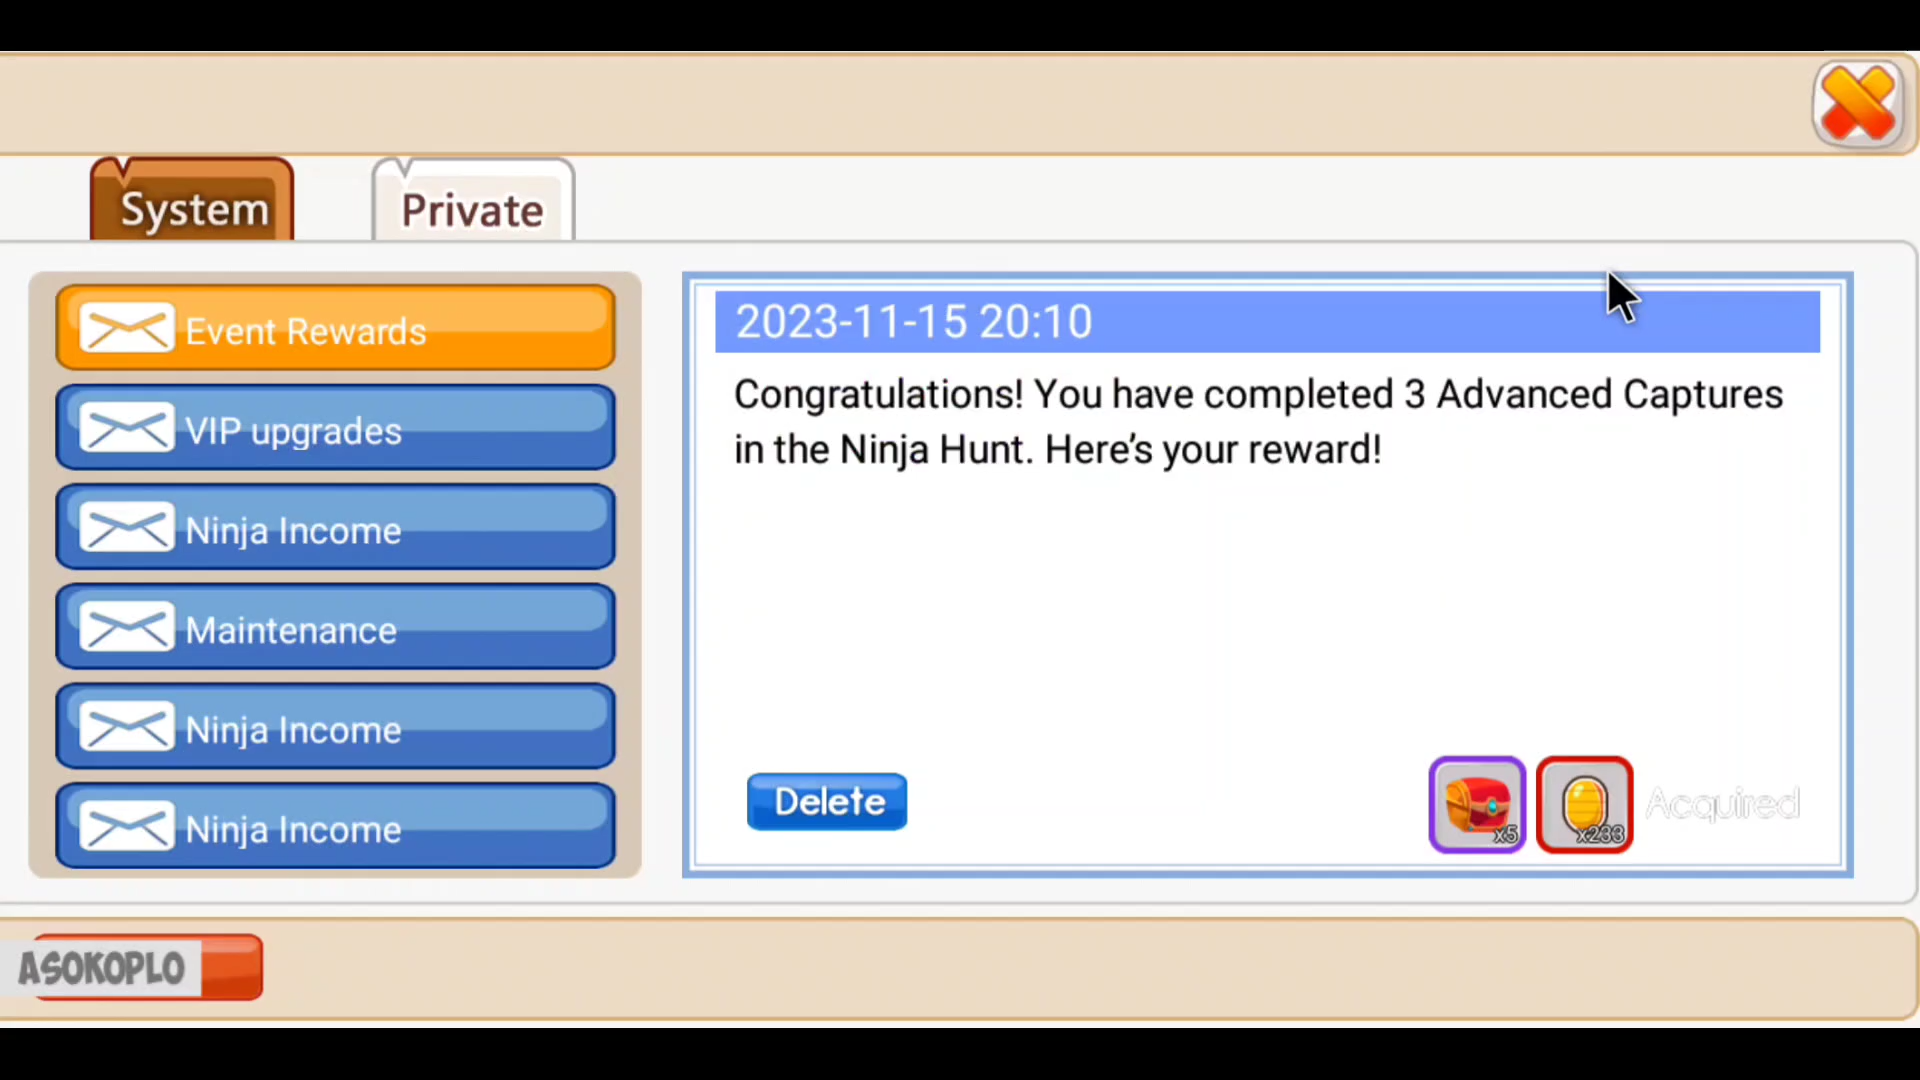 System
Private
Event Rewards
VIP upgrades
Ninja Income
Maintenance
Ninja Income
Ninja Income
2023-11-15 20:10
Congratulations! You have completed 3 Advanced Captures
in the Ninja Hunt. Here’s your reward!
Delete
x5
x233
Acquired
ASOKOPLO